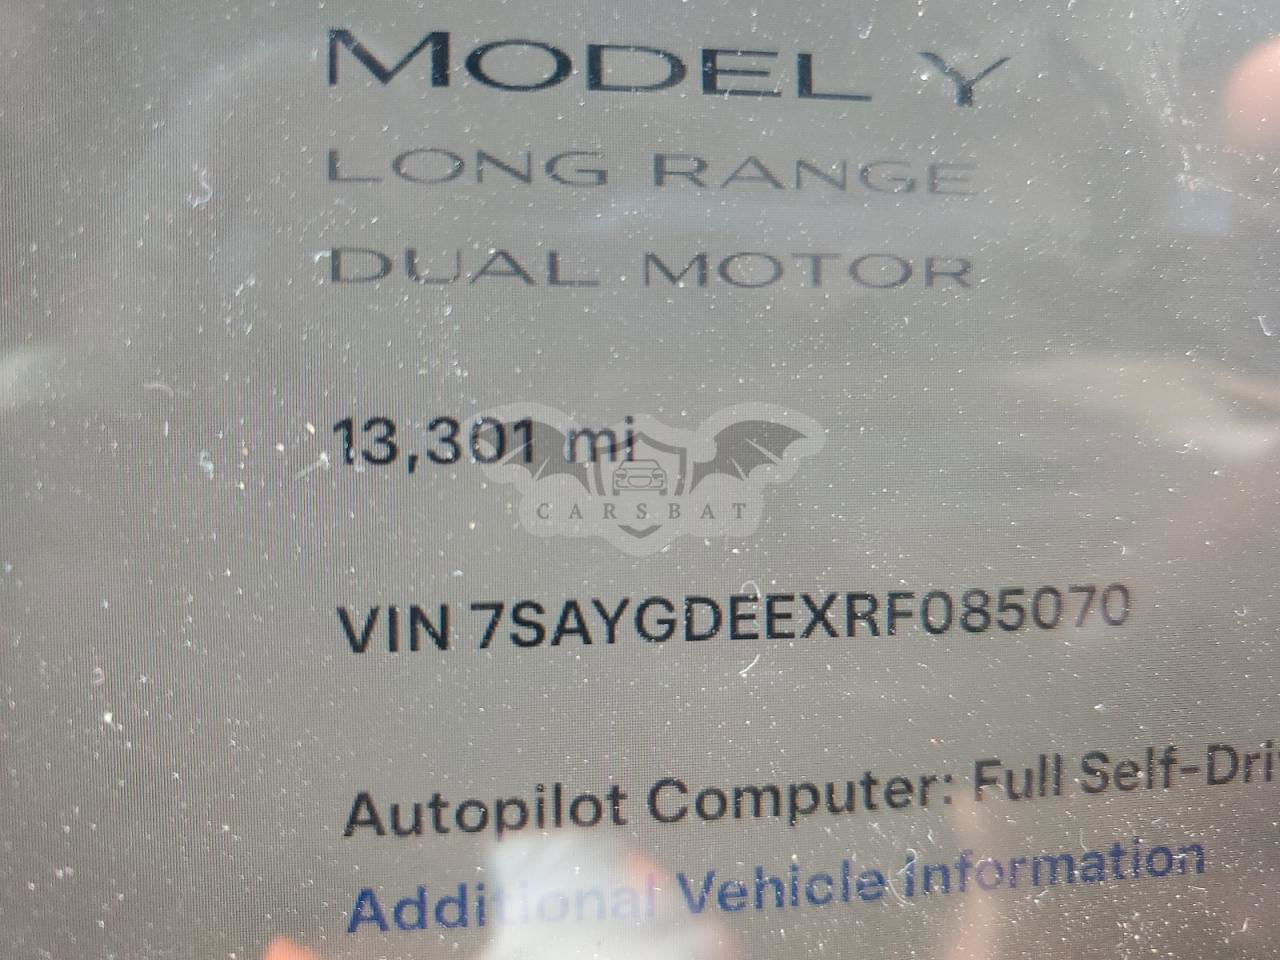 MODEL Y
LONG RANGE
DUAL MOTOR
13,301 mi
CARSBAT
VIN 7SAYGDEEXRF085070
Autopilot Computer: Full Self-Dri
Additional Vehicle Information